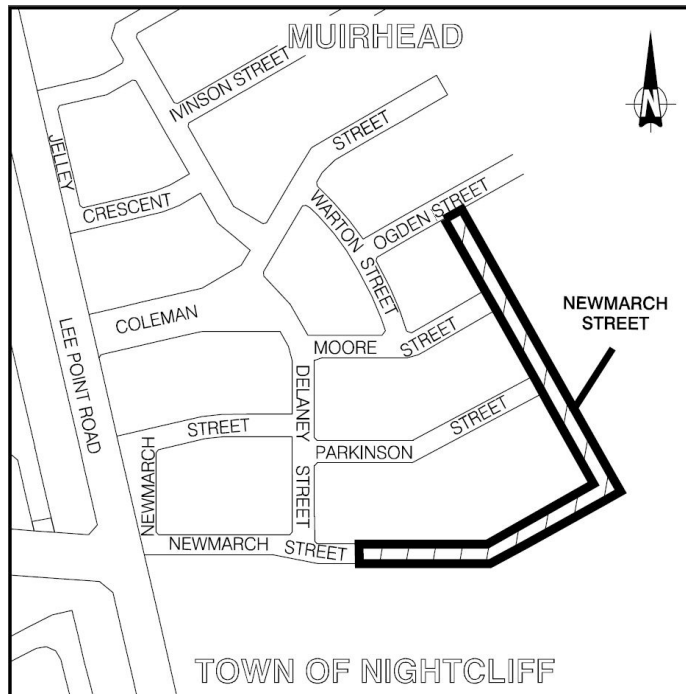 MUIRHEAD
IVINSON STREET
N
STREET
JELLEY
CRESCENT
WARTON
STREET
OGDEN STREET
NEWMARCH
STREET
COLEMAN
LEE POINT ROAD
MOORE STREET
DELANEY
STREET
STREET
PARKINSON STREET
NEWMARCH
NEWMARCH STREET
TOWN OF NIGHTCLIFF